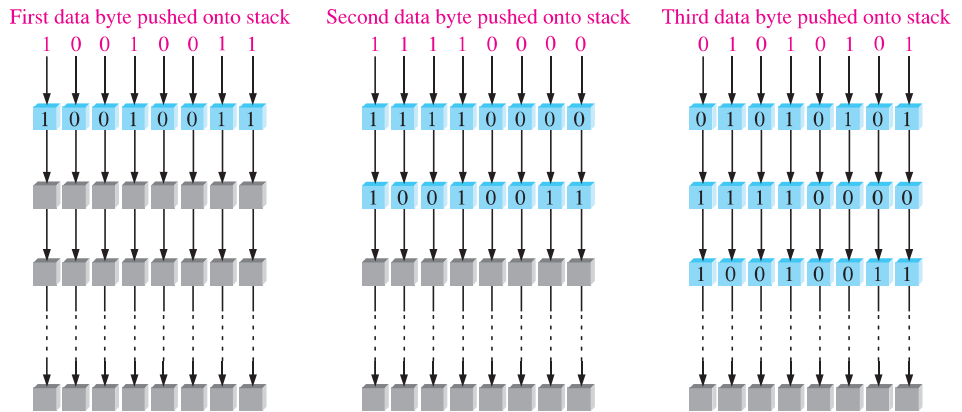 First data byte pushed onto stack
1 0 0 1 0 0 1 1
1 0 0 1 0 0 1 1
Second data byte pushed onto stack
1 1 1 1 0 0 0 0
1 1 1 1 0 0 0 0
1 0 0 1 0 0 1 1
Third data byte pushed onto stack
0 1 0 1 0 1 0 1
0 1 0 1 0 1 0 1
1 1 1 1 0 0 0 0
1 0 0 1 0 0 1 1